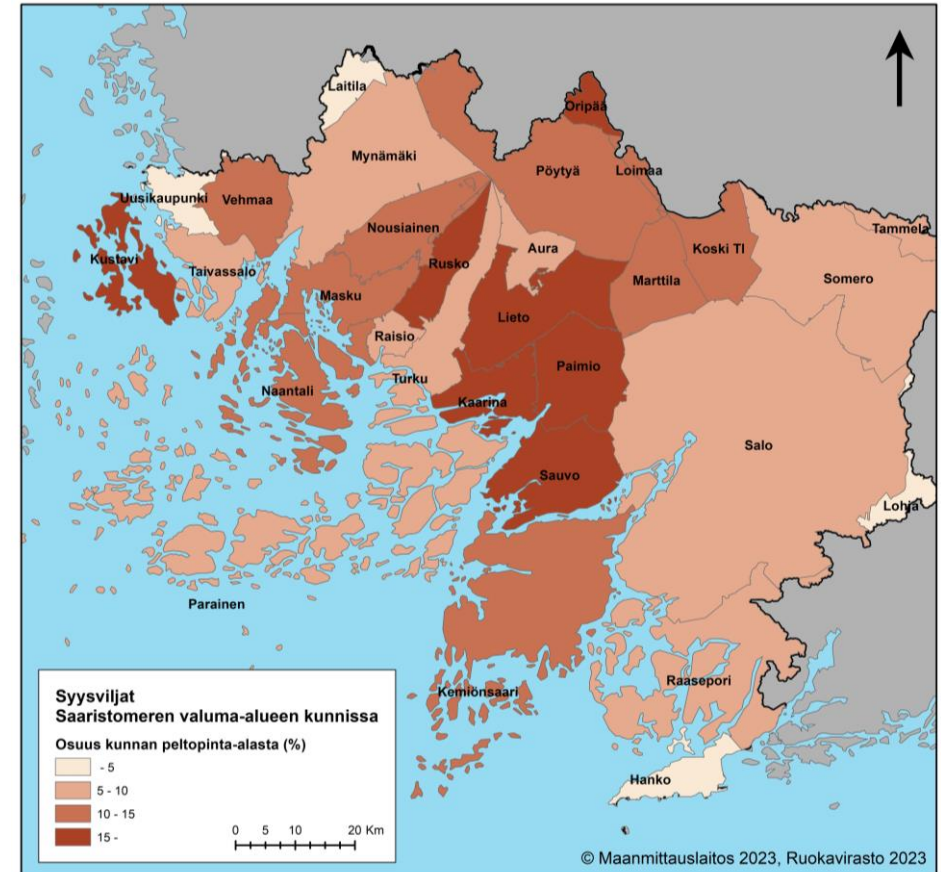 Laitila
Oripää
Mynämäki
Pöytyä
Loimaa
Uusikaupunki
Vehmaa
Nousiainen
Tammela
Aura
Koski Tl
Kustavi
Taivassalo
Rusko
Somero
Masku
Marttila
Lieto
Raisio
Paimio
Turku
Naantali
Kaarina
Salo
Sauvo
Lohja
Parainen
Raasepori
Kemiönsaari
Hanko
Syysviljat
Saaristomeren valuma-alueen kunnissa
Osuus kunnan peltopinta-alasta (%)
- 5
5 - 10
10 - 15
15 -
0 5 10 20 Km
© Maanmittauslaitos 2023, Ruokavirasto 2023